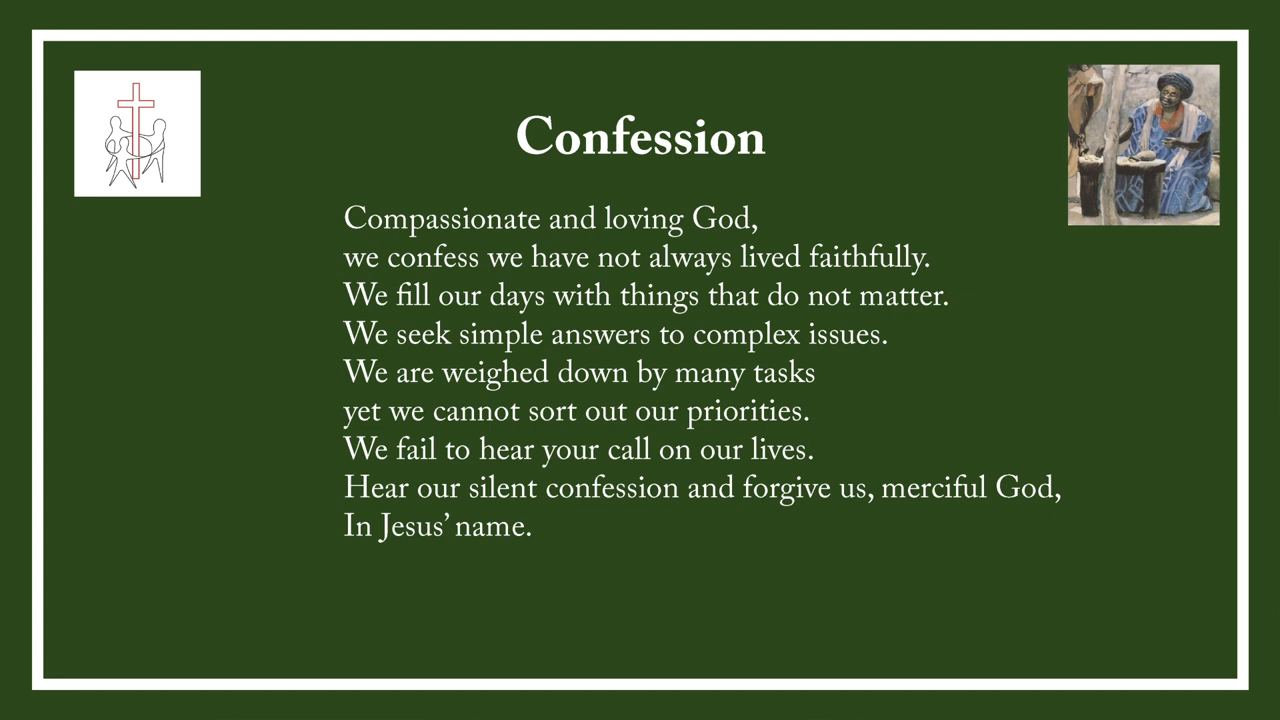 Confession
Compassionate and loving God,
we confess we have not always lived faithfully.
We fill our days with things that do not matter.
We seek simple answers to complex issues.
We are weighed down by many tasks
yet we cannot sort out our priorities.
We fail to hear your call on our lives.
Hear our silent confession and forgive us, merciful God,
In Jesus’ name.